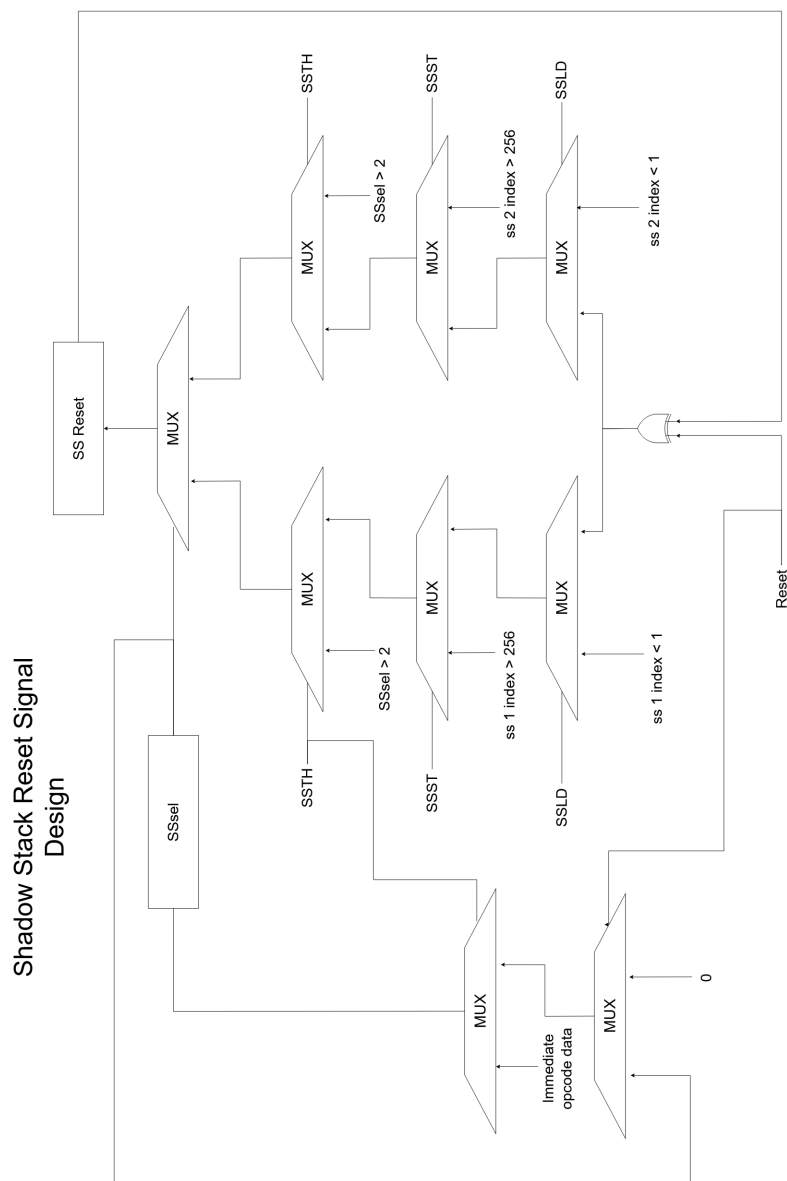 Shadow Stack Reset Signal
Design
SS Reset
SSsel
MUX
SSTH
MUX
MUX
SSTH
SSsel > 2
SSsel > 2
SSST
MUX
MUX
SSST
MUX
ss 1 index > 256
ss 2 index > 256
Immediate
opcode data
SSLD
MUX
MUX
SSLD
MUX
ss 1 index < 1
ss 2 index < 1
0
Reset